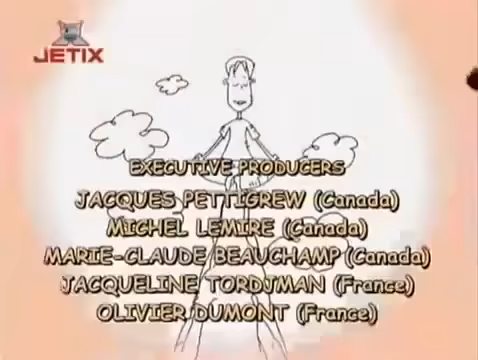 JETIX
EXECUTIVE PRODUCERS
JACQUES PETTIGREW (Canada)
MICHEL LEMIRE (Canada)
MARIE-CLAUDE BEAUCHAMP (Canada)
JACQUELINE TORDJMAN (France)
OLIVIER DUMONT (France)